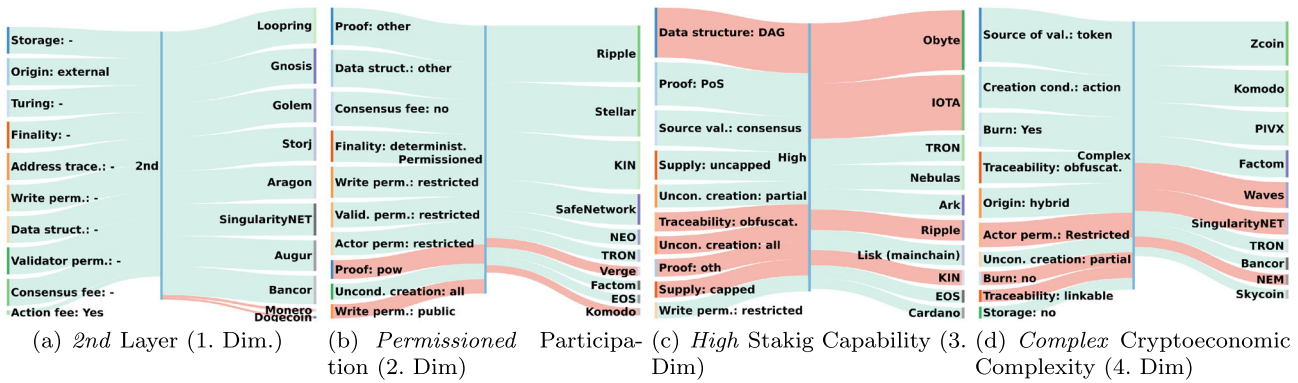 Storage: -
Origin: external
Turing: -
Finality: -
Address trace.: -
Write perm.: -
Data struct.: -
Validator perm.: -
Consensus fee: -
Action fee: Yes
2nd
Loopring
Gnosis
Golem
Storj
Aragon
SingularityNET
Augur
Bancor
Monero
Dogecoin
(a) 2nd Layer (1. Dim.)
Proof: other
Data struct.: other
Consensus fee: no
Finality: determinist.
Write perm.: restricted
Valid. perm.: restricted
Actor perm: restricted
Proof: pow
Uncond. creation: all
Write perm.: public
Permissioned
Ripple
Stellar
KIN
SafeNetwork
NEO
TRON
Verge
Factom
EOS
Komodo
(b) Permissioned Participa-
tion (2. Dim)
Data structure: DAG
Proof: PoS
Source val.: consensus
Supply: uncapped
Uncon. creation: partial
Traceability: obfuscat.
Uncon. creation: all
Proof: oth
Supply: capped
Write perm.: restricted
High
Obyte
IOTA
TRON
Nebulas
Ark
Ripple
Lisk (mainchain)
KIN
EOS
Cardano
(c) High Stakig Capability (3.
Dim)
Source of val.: token
Creation cond.: action
Burn: Yes
Traceability: obfuscat.
Origin: hybrid
Actor perm.: Restricted
Uncon. creation: partial
Burn: no
Traceability: linkable
Storage: no
Complex
Zcoin
Komodo
PIVX
Factom
Waves
SingularityNET
TRON
Bancor
NEM
Skycoin
(d) Complex Cryptoeconomic
Complexity (4. Dim)